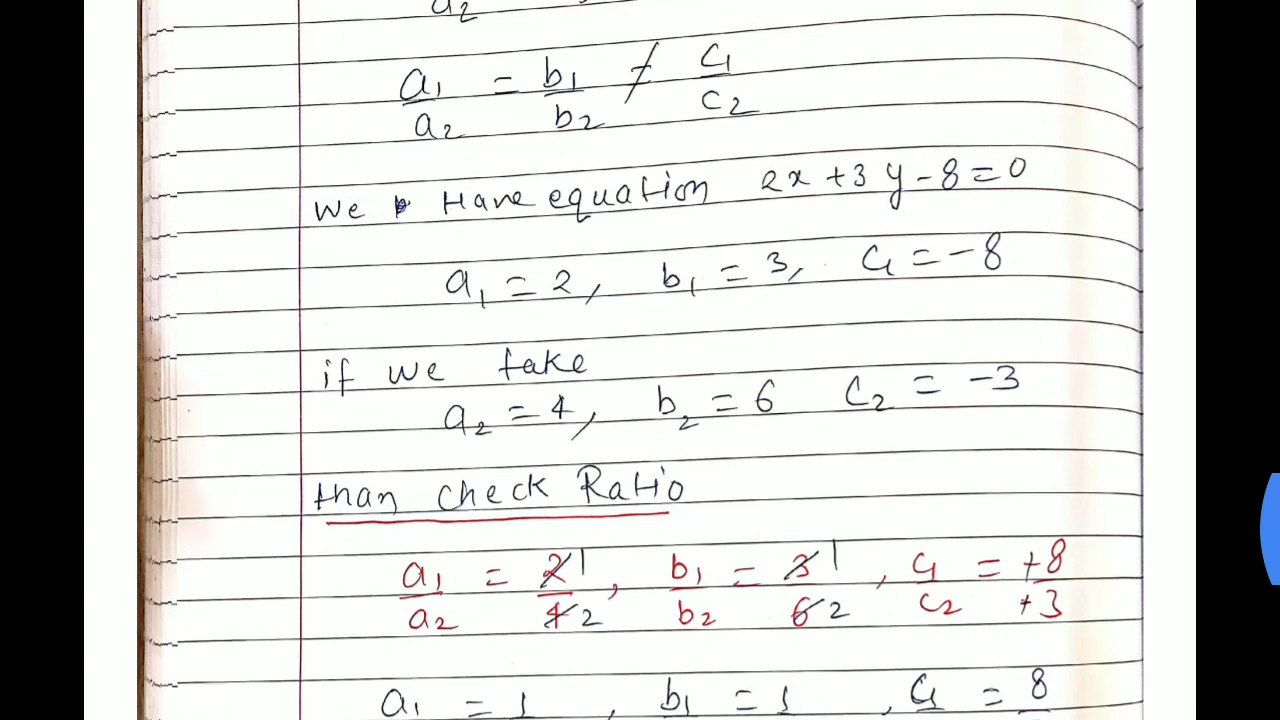 a2
a1/a2 = b1/b2 ≠ c1/c2
We Have equation 2x + 3y - 8 = 0
a1 = 2, b1 = 3, c1 = -8
if we take
a2 = 4, b2 = 6 c2 = -3
than check Ratio
a1/a2 = 2 1/4 2, b1/b2 = 3 1/6 2, c1/c2 = +8/+3
a1 = 1, b1 = 1, c1 = 8